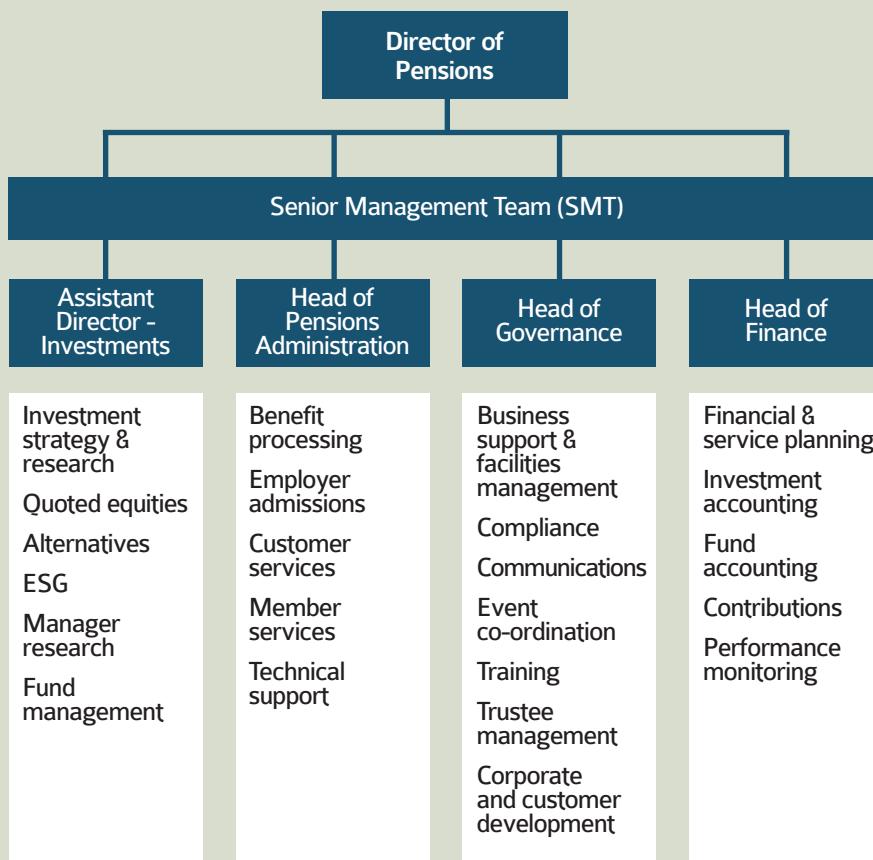 Director of
Pensions
Senior Management Team (SMT)
Assistant
Director -
Investments
Head of
Pensions
Administration
Head of
Governance
Head of
Finance
Investment
strategy &
research
Quoted equities
Alternatives
ESG
Manager
research
Fund
management
Benefit
processing
Employer
admissions
Customer
services
Member
services
Technical
support
Business
support &
facilities
management
Compliance
Communications
Event
co-ordination
Training
Trustee
management
Corporate
and customer
development
Financial &
service planning
Investment
accounting
Fund
accounting
Contributions
Performance
monitoring